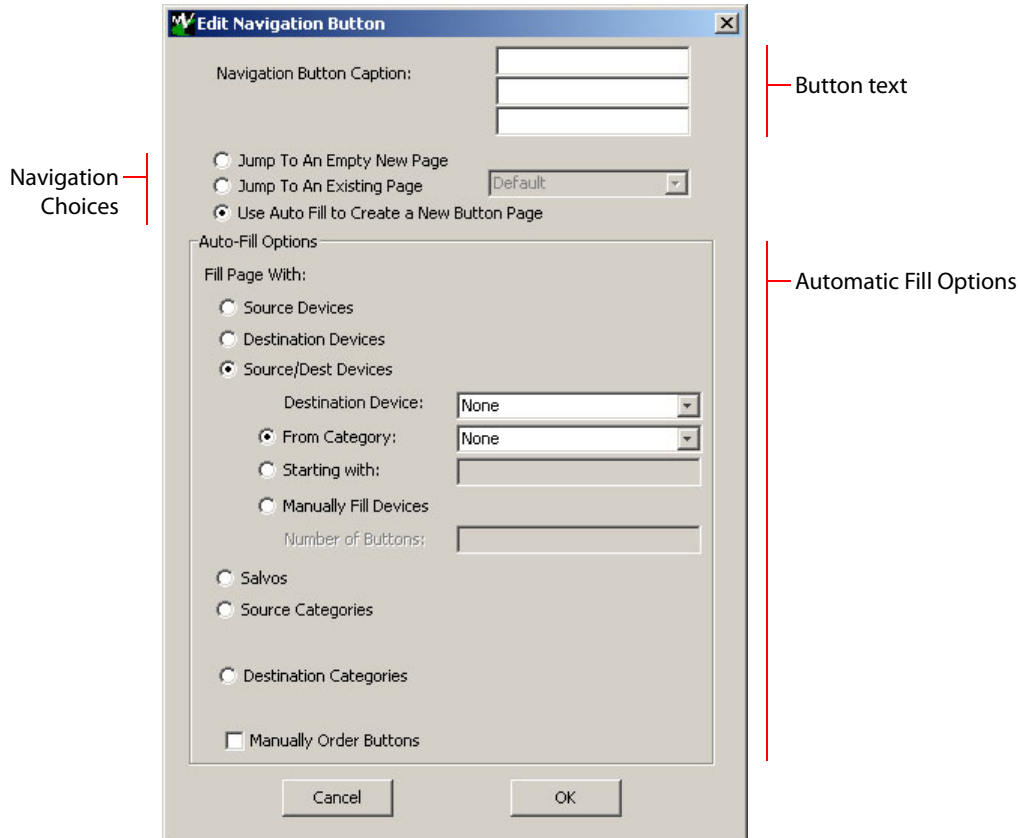 Edit Navigation Button
Navigation Button Caption:
Button text
Navigation
Choices
Jump To An Empty New Page
Jump To An Existing Page
Default
Use Auto Fill to Create a New Button Page
Auto-Fill Options
Automatic Fill Options
Fill Page With:
Source Devices
Destination Devices
Source/Dest Devices
Destination Device:
None
From Category:
None
Starting with:
Manually Fill Devices
Number of Buttons:
Salvos
Source Categories
Destination Categories
Manually Order Buttons
Cancel
OK